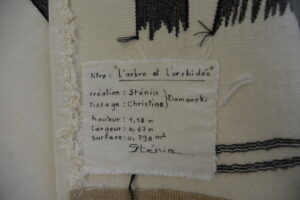 titre : "L'arbre et l'orchidée"
création : Sténia
tissage : Christine } Domanski
hauteur : 1,18 m
Largeur : 0,67 m
surface : 0,790 m²
Sténia